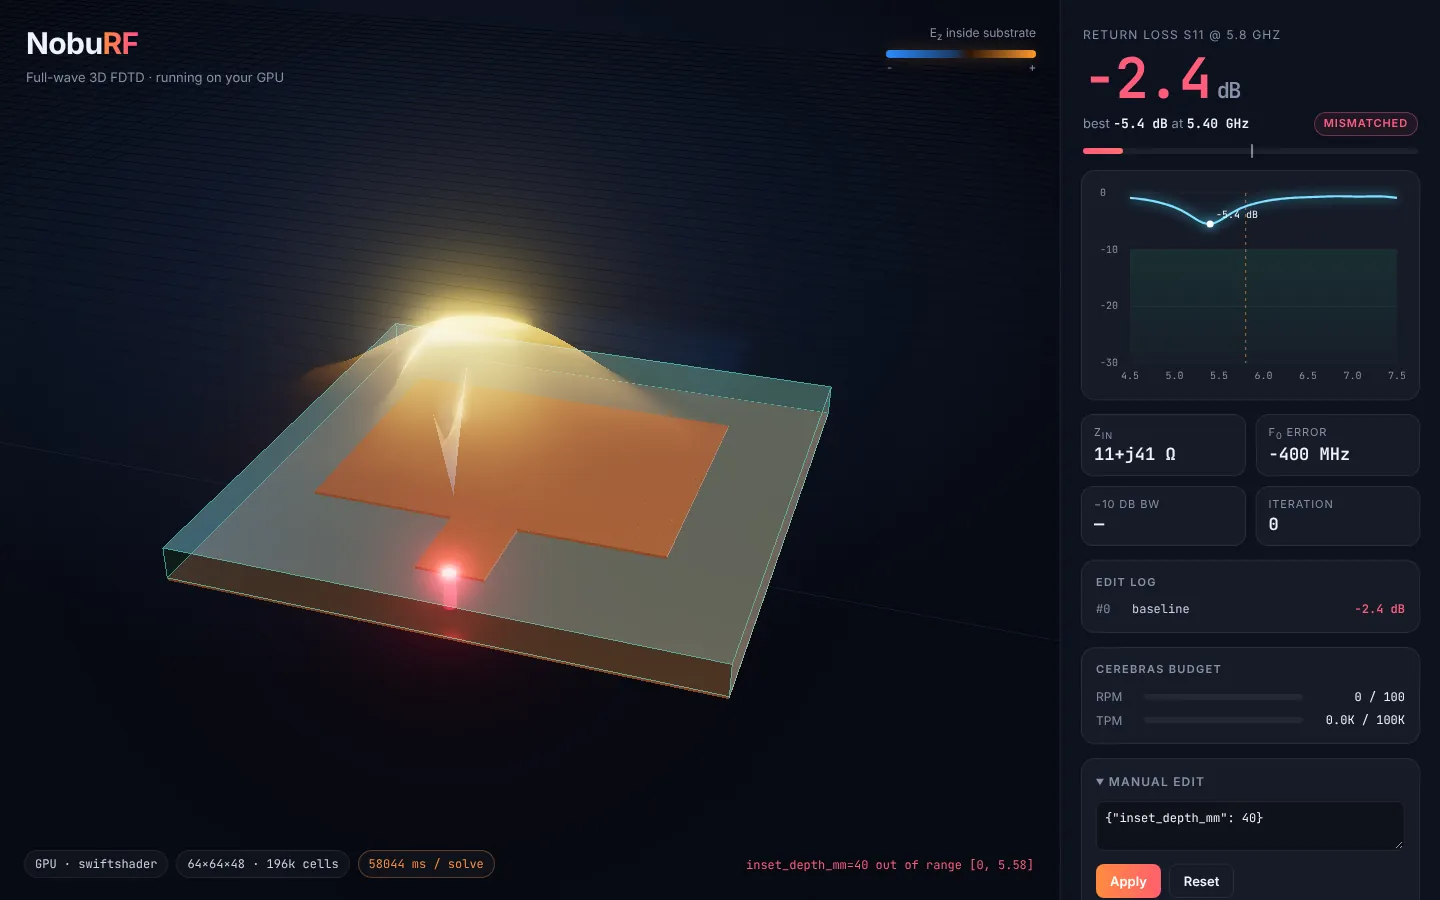 NobuRF
Full-wave 3D FDTD · running on your GPU
Ez inside substrate
- +
RETURN LOSS S11 @ 5.8 GHZ
-2.4 dB
best -5.4 dB at 5.40 GHz
MISMATCHED
0
-5.4 dB
-10
-20
-30
4.5 5.0 5.5 6.0 6.5 7.0 7.5
ZIN
11+j41 Ω
F0 ERROR
-400 MHz
−10 DB BW
—
ITERATION
0
EDIT LOG
#0 baseline -2.4 dB
CEREBRAS BUDGET
RPM 0 / 100
TPM 0.0K / 100K
▼ MANUAL EDIT
{"inset_depth_mm": 40}
Apply Reset
GPU · swiftshader
64×64×48 · 196k cells
58044 ms / solve
inset_depth_mm=40 out of range [0, 5.58]